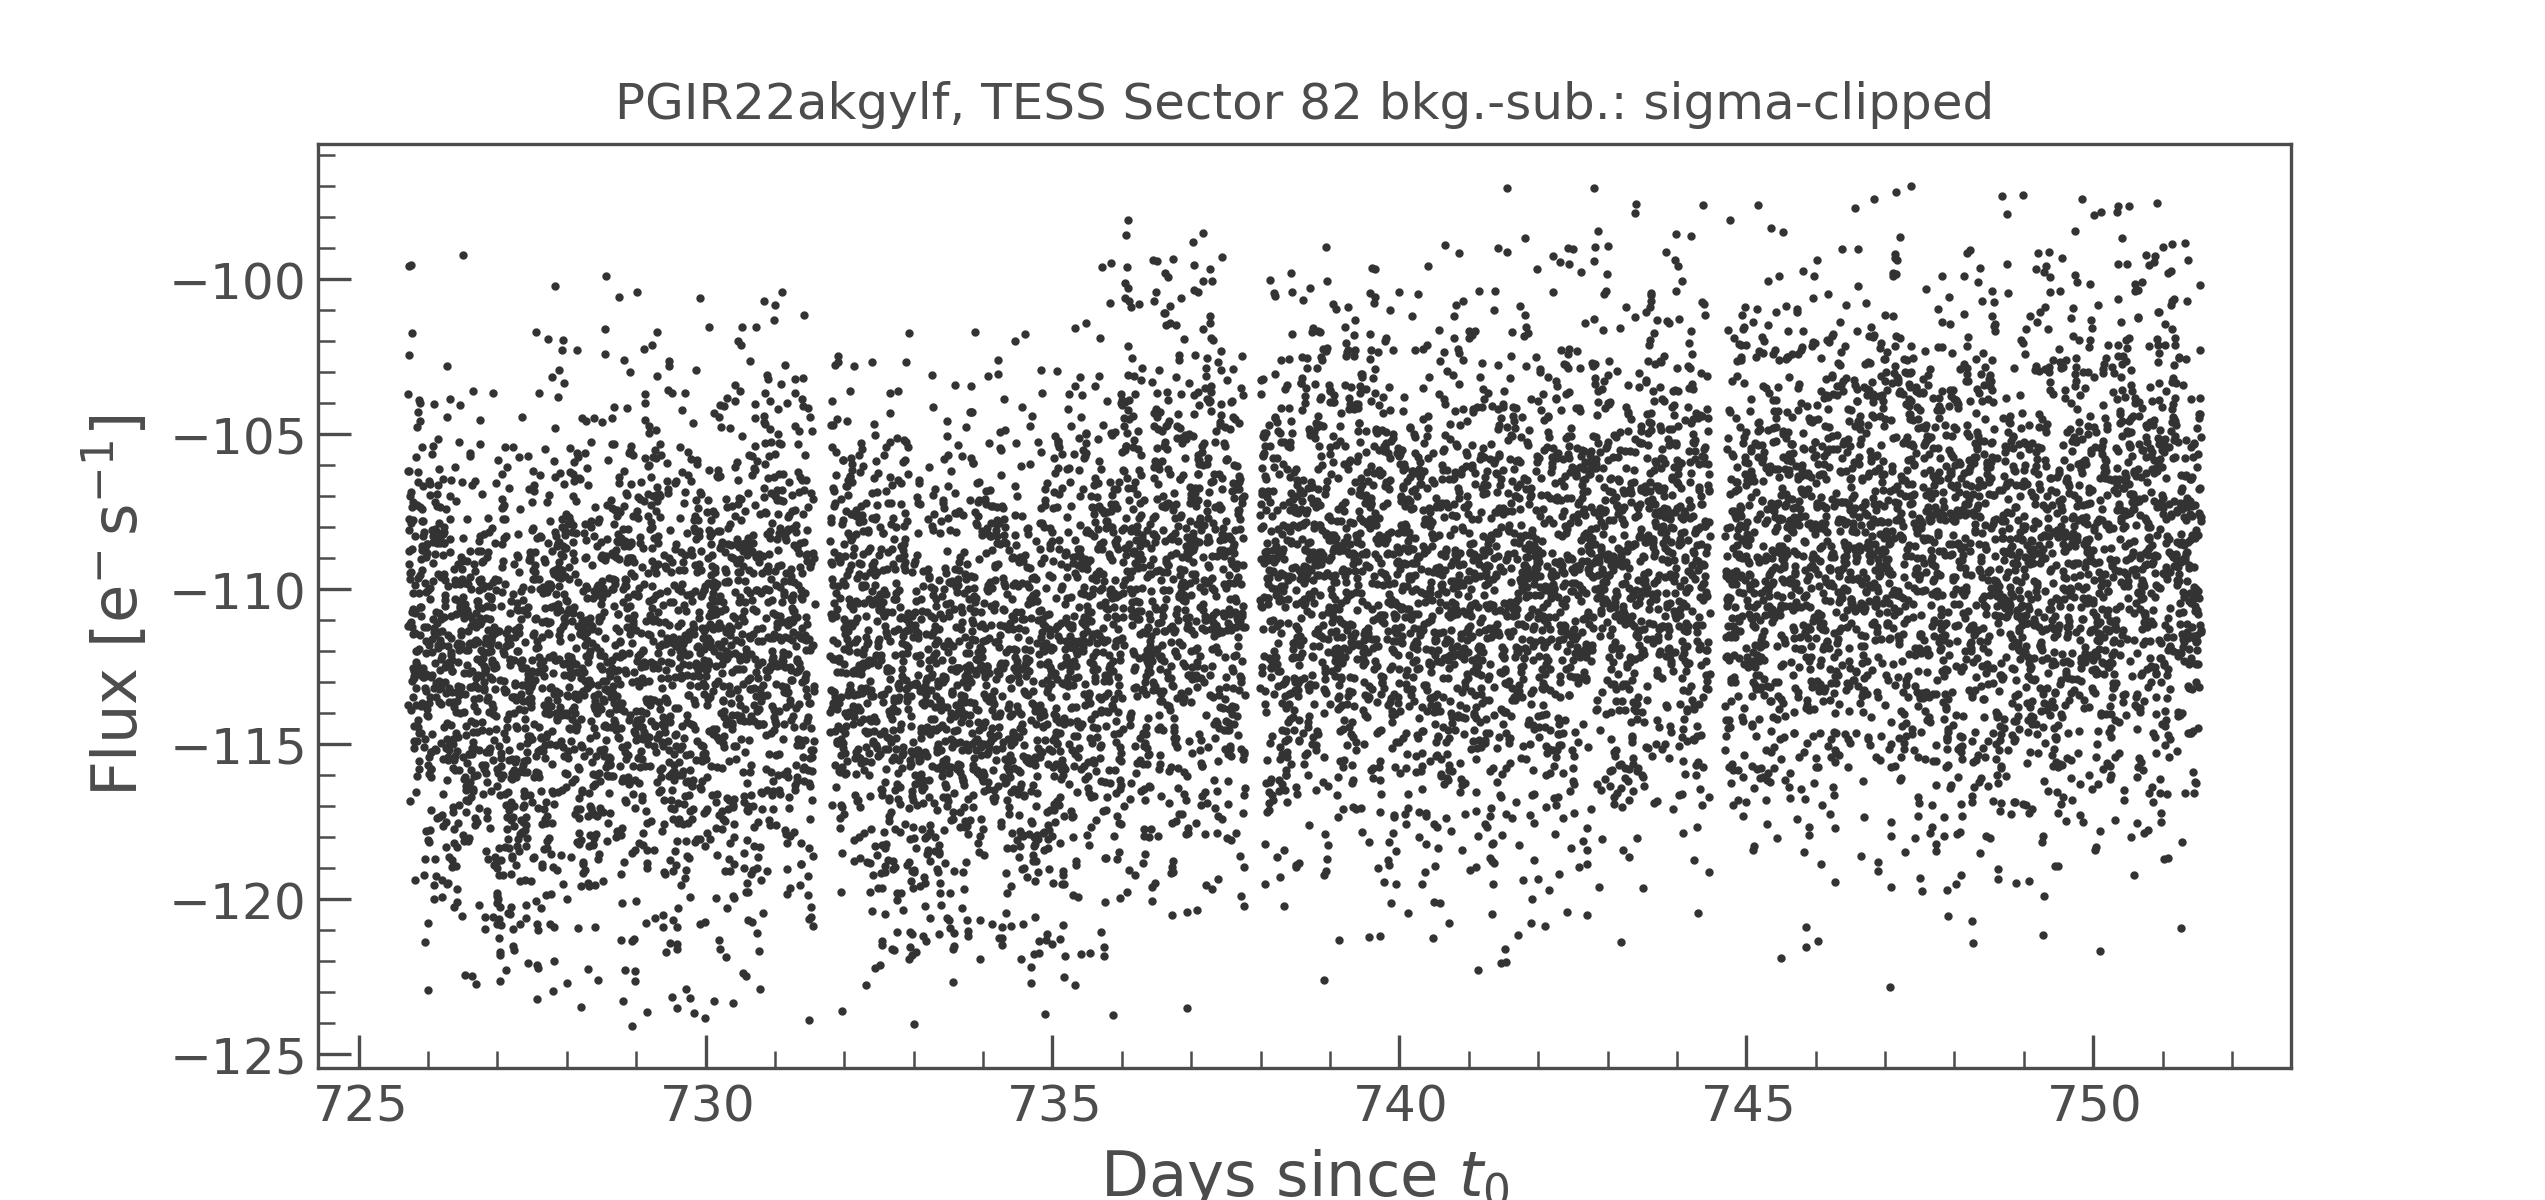 PGIR22akgylf, TESS Sector 82 bkg.-sub.: sigma-clipped
Flux [e⁻ s⁻¹]
−100
−105
−110
−115
−120
−125
725 730 735 740 745 750
Days since t₀